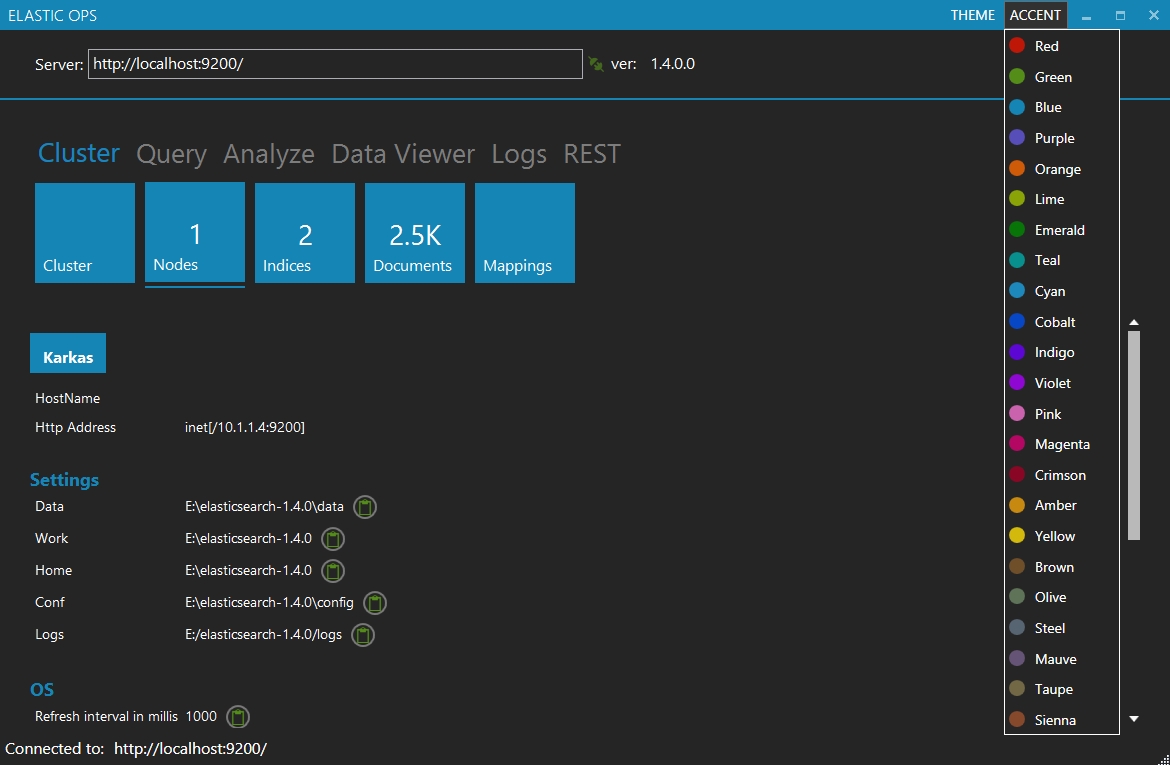 ELASTIC OPS THEME ACCENT
Server: http://localhost:9200/ ver: 1.4.0.0
Cluster Query Analyze Data Viewer Logs REST
1 2 2.5K
Cluster Nodes Indices Documents Mappings
Karkas
HostName
Http Address inet[/10.1.1.4:9200]
Settings
Data E:\elasticsearch-1.4.0\data
Work E:\elasticsearch-1.4.0
Home E:\elasticsearch-1.4.0
Conf E:\elasticsearch-1.4.0\config
Logs E:/elasticsearch-1.4.0/logs
OS
Refresh interval in millis 1000
Connected to: http://localhost:9200/
Red
Green
Blue
Purple
Orange
Lime
Emerald
Teal
Cyan
Cobalt
Indigo
Violet
Pink
Magenta
Crimson
Amber
Yellow
Brown
Olive
Steel
Mauve
Taupe
Sienna